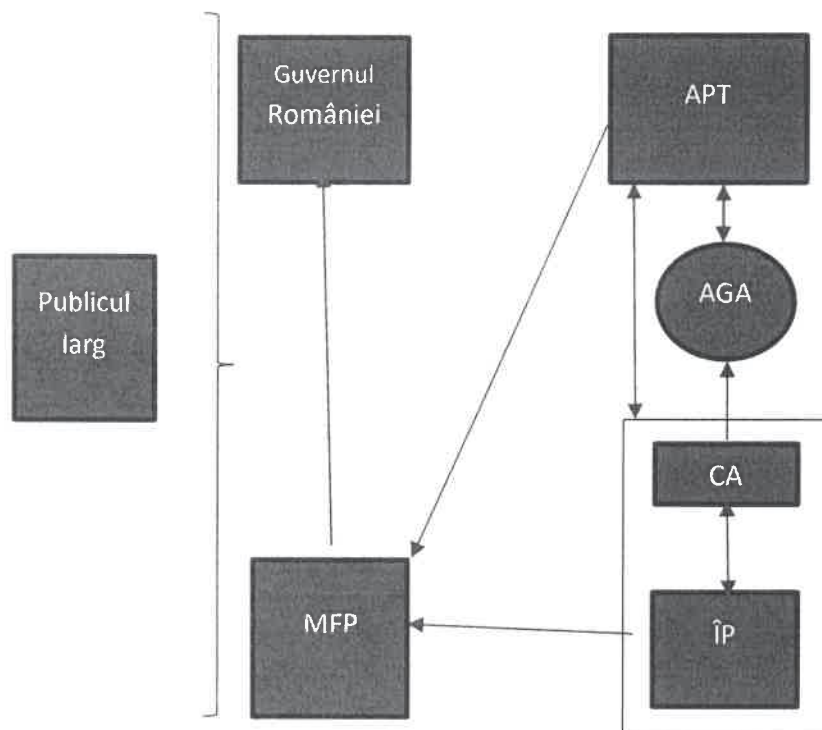 Guvernul
României
APT
Publicul
larg
AGA
CA
MFP
ÎP